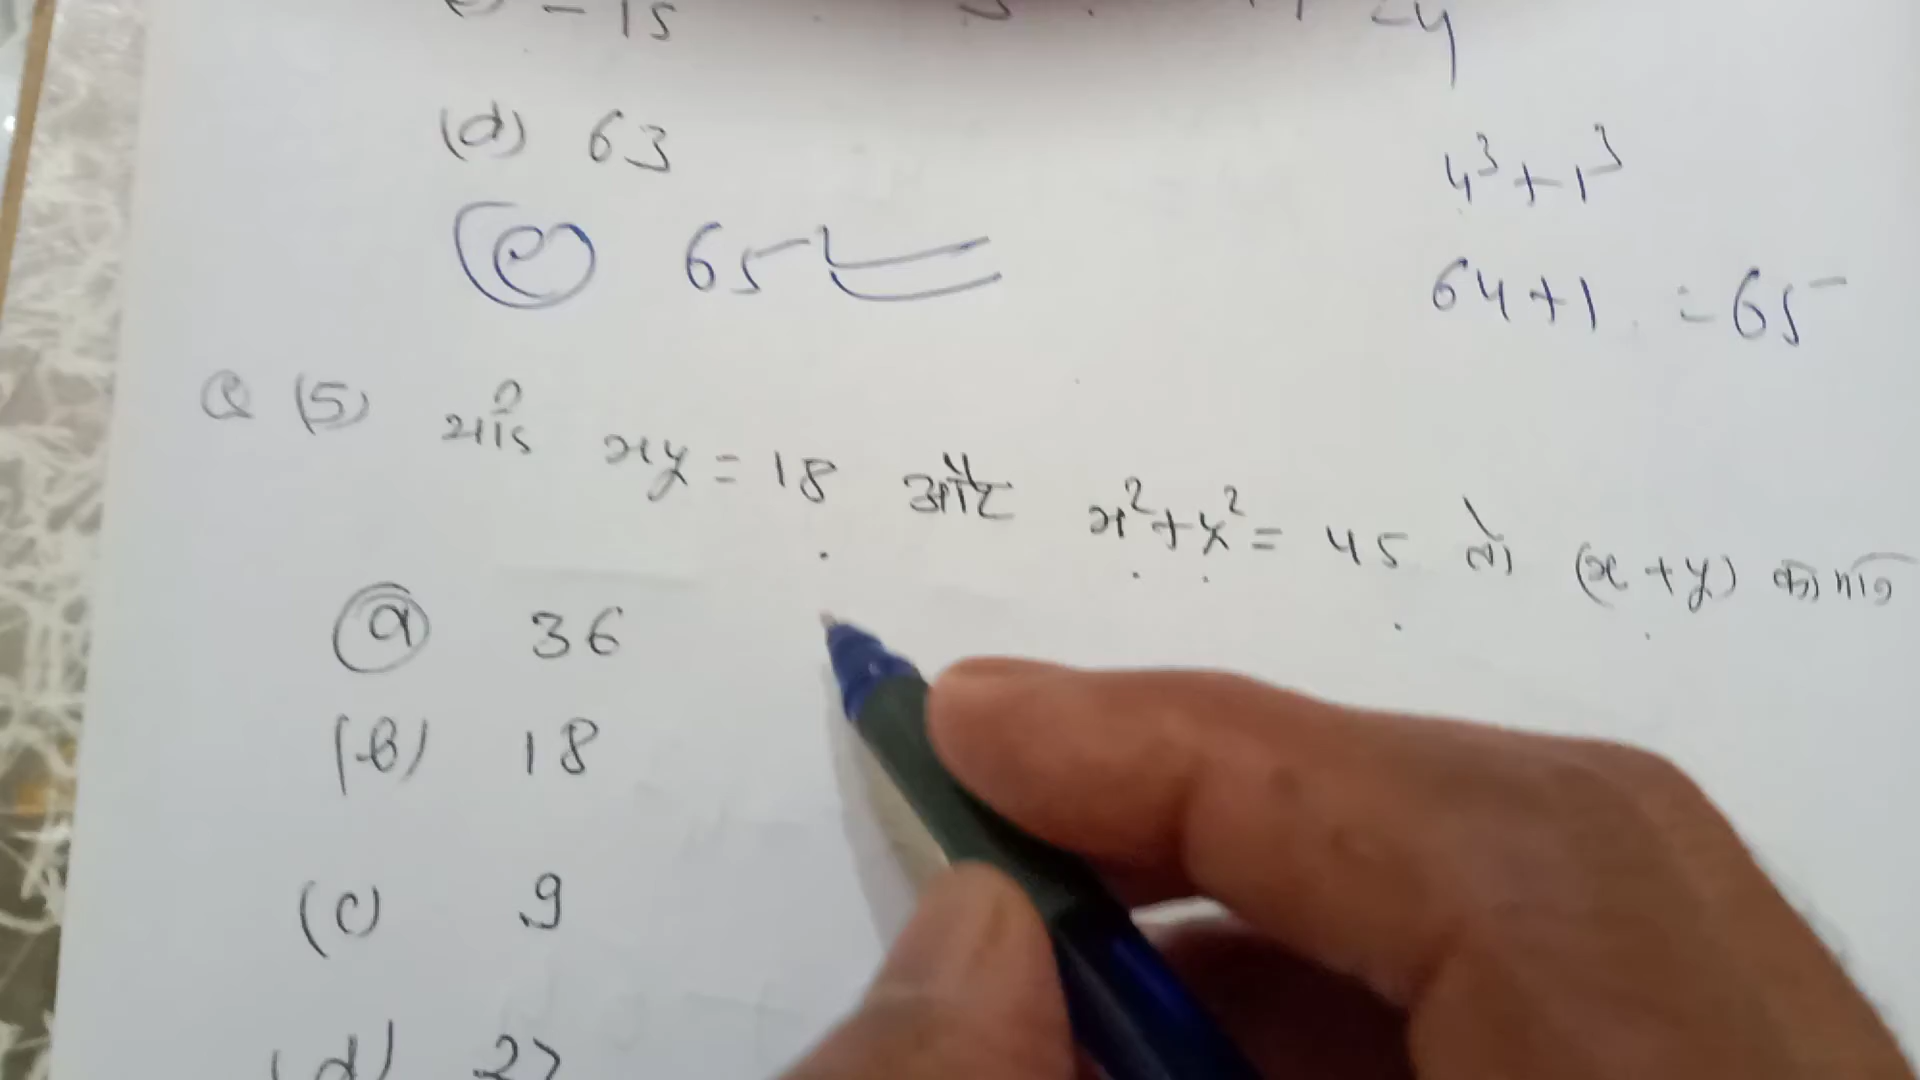 - 15
(d) 63
4³+1³
(e) 65
64+1 = 65
Q (5) यदि xy = 18 और x²+y² = 45 तो (x+y) का मान
(a) 36
(b) 18
(c) 9
(d) 27